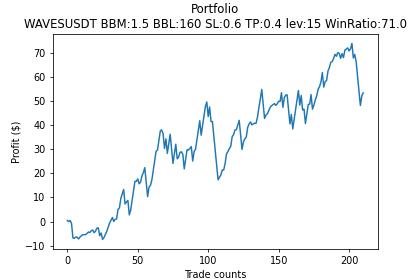 Portfolio
WAVESUSDT BBM:1.5 BBL:160 SL:0.6 TP:0.4 lev:15 WinRatio:71.0
Profit ($)
70
60
50
40
30
20
10
0
−10
0 50 100 150 200
Trade counts